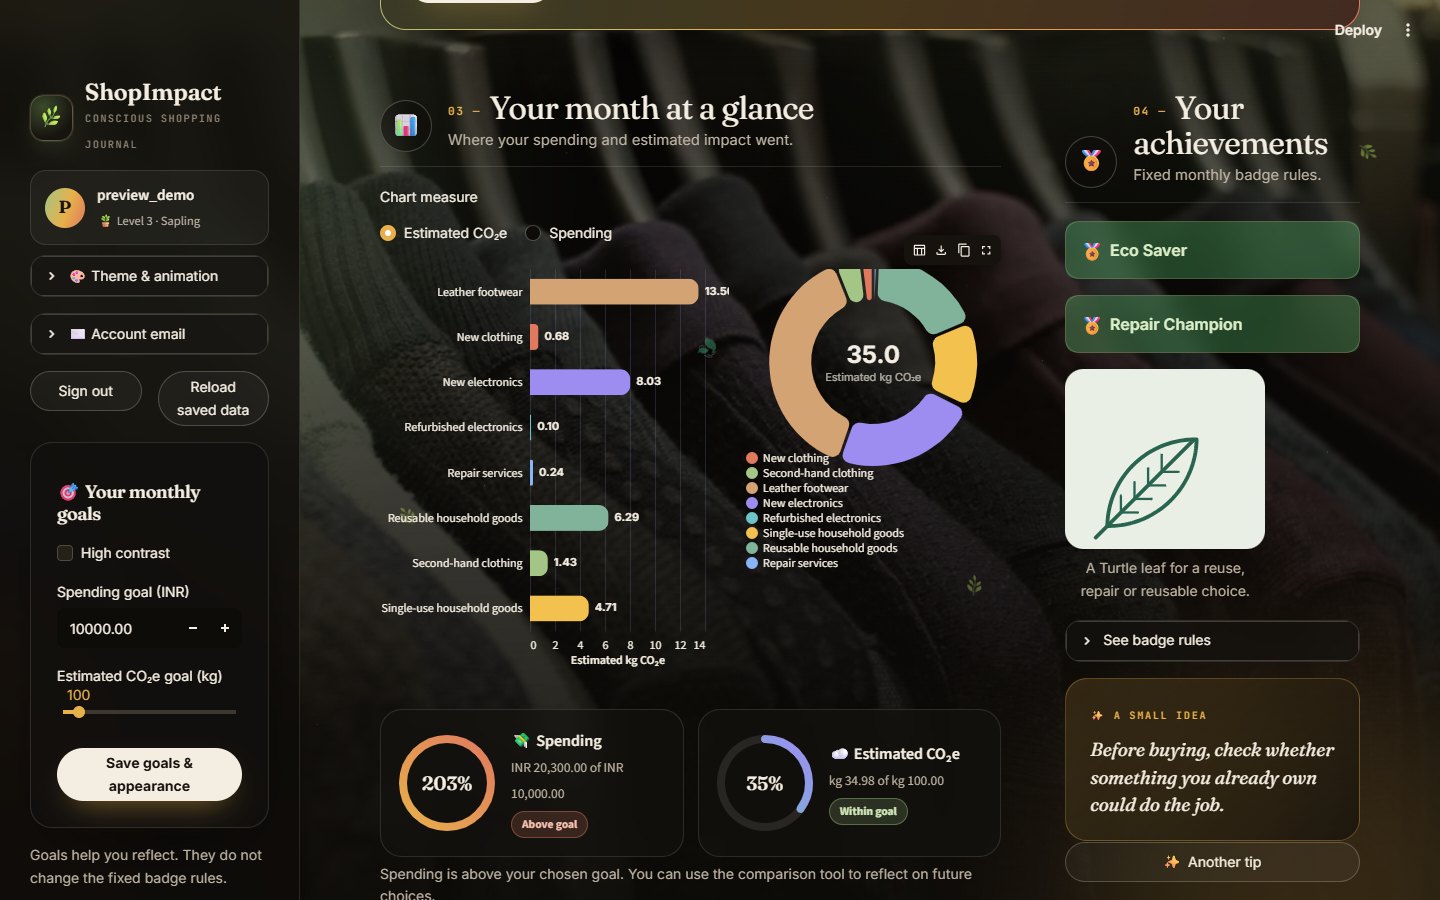 Deploy
ShopImpact
CONSCIOUS SHOPPING
JOURNAL
P
preview_demo
Level 3 · Sapling
Theme & animation
Account email
Sign out
Reload
saved data
Your monthly
goals
High contrast
Spending goal (INR)
10000.00
Estimated CO₂e goal (kg)
100
Save goals &
appearance
Goals help you reflect. They do not
change the fixed badge rules.
03 — Your month at a glance
Where your spending and estimated impact went.
Chart measure
Estimated CO₂e
Spending
Leather footwear
New clothing 0.68
New electronics 8.03
Refurbished electronics 0.10
Repair services 0.24
Reusable household goods 6.29
Second-hand clothing 1.43
Single-use household goods 4.71
0 2 4 6 8 10 12 14
Estimated kg CO₂e
35.0
Estimated kg CO₂e
New clothing
Second-hand clothing
Leather footwear
New electronics
Refurbished electronics
Single-use household goods
Reusable household goods
Repair services
203%
Spending
INR 20,300.00 of INR
10,000.00
Above goal
35%
Estimated CO₂e
kg 34.98 of kg 100.00
Within goal
Spending is above your chosen goal. You can use the comparison tool to reflect on future
choices.
04 — Your
achievements
Fixed monthly badge rules.
Eco Saver
Repair Champion
A Turtle leaf for a reuse,
repair or reusable choice.
See badge rules
A SMALL IDEA
Before buying, check whether
something you already own
could do the job.
Another tip